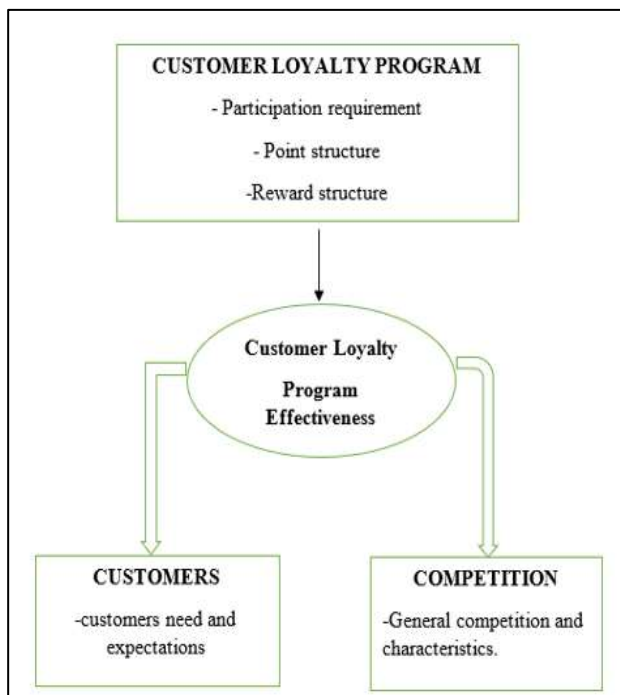 CUSTOMER LOYALTY PROGRAM
- Participation requirement
- Point structure
-Reward structure
Customer Loyalty
Program
Effectiveness
CUSTOMERS
-customers need and
expectations
COMPETITION
-General competition and
characteristics.